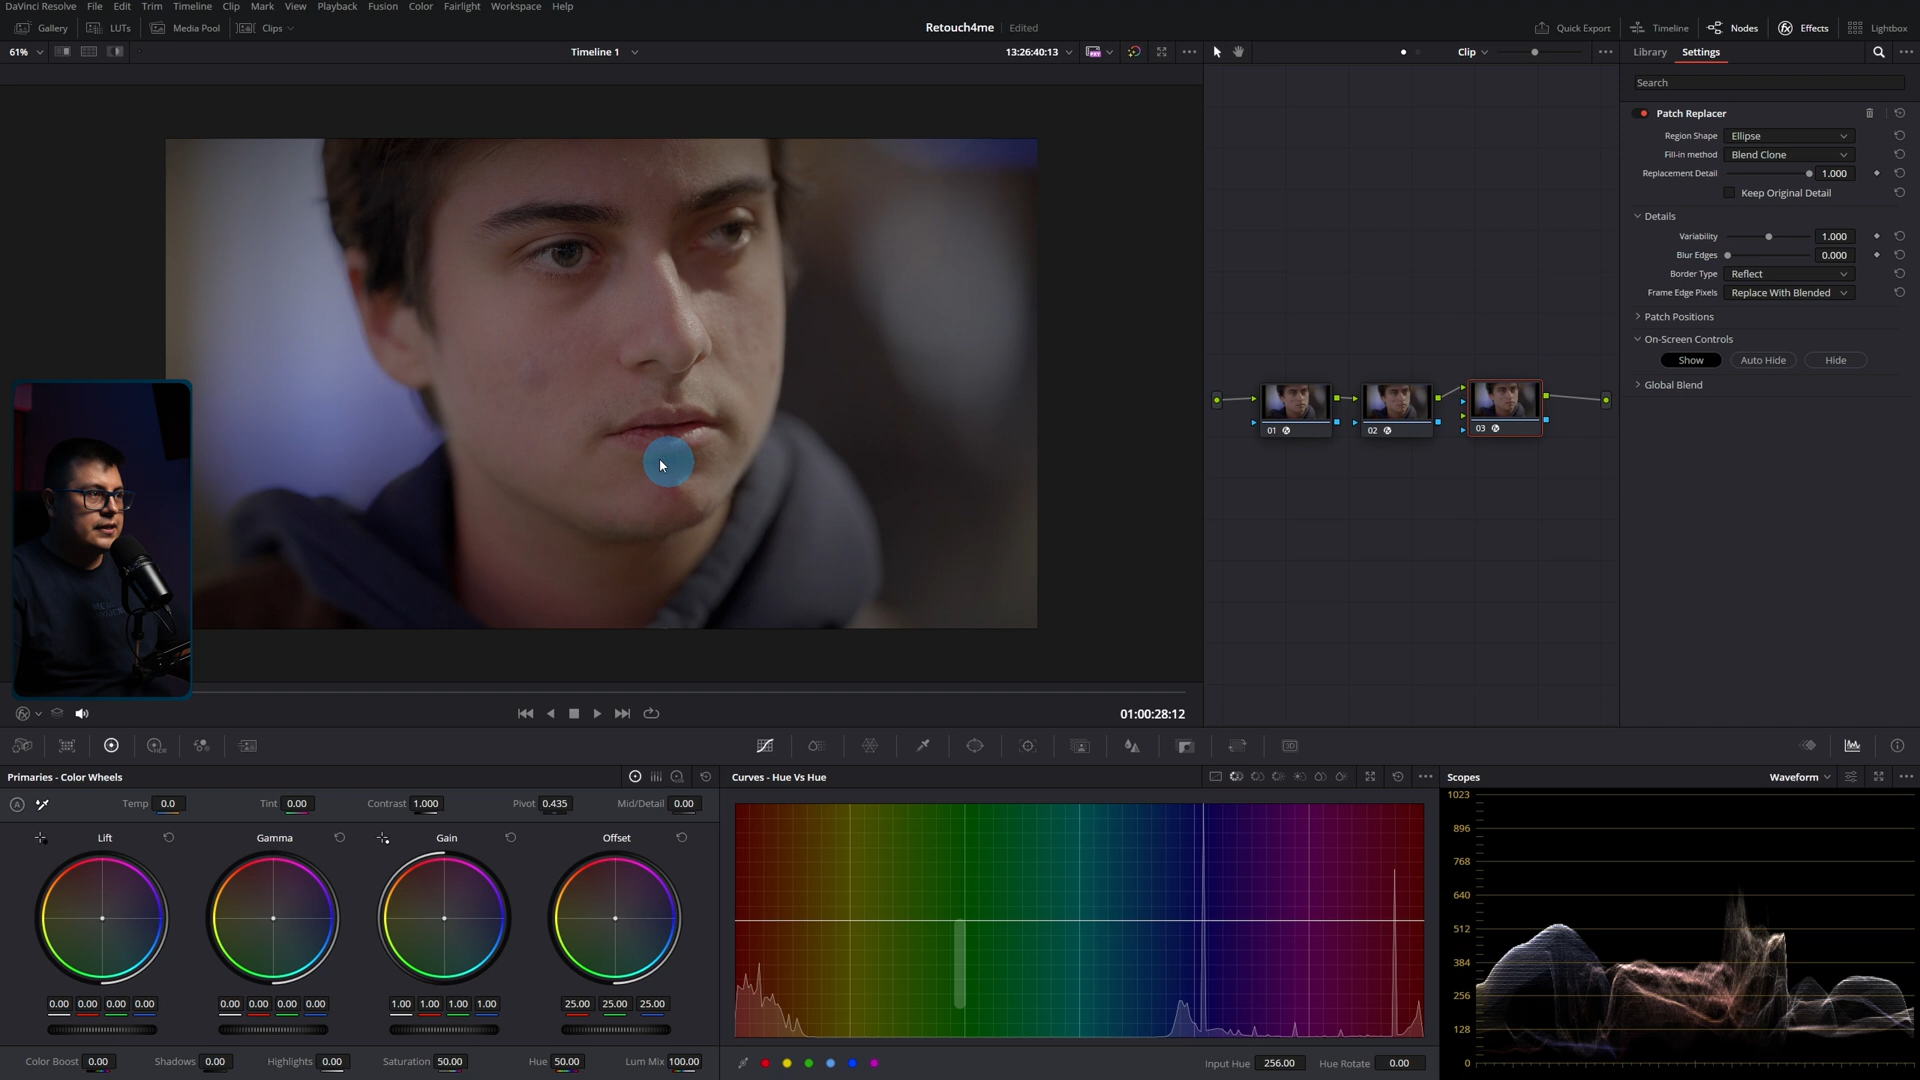 DaVinci Resolve File Edit Trim Timeline Clip Mark View Playback Fusion Color Fairlight Workspace Help
Gallery LUTs Media Pool Clips Retouch4me Edited Quick Export Timeline Nodes Effects Lightbox
61% Timeline 1 13:26:40:13 Clip Library Settings
Search
Patch Replacer
Region Shape Ellipse
Fill-in method Blend Clone
Replacement Detail 1.000
Keep Original Detail
Details
Variability 1.000
Blur Edges 0.000
Border Type Reflect
Frame Edge Pixels Replace With Blended
Patch Positions
On-Screen Controls
Show Auto Hide Hide
Global Blend
01 02 03
01:00:28:12
Primaries - Color Wheels Curves - Hue Vs Hue Scopes Waveform
Temp 0.0 Tint 0.00 Contrast 1.000 Pivot 0.435 Mid/Detail 0.00
Lift Gamma Gain Offset
0.00 0.00 0.00 0.00 0.00 0.00 0.00 0.00 1.00 1.00 1.00 1.00 25.00 25.00 25.00
Color Boost 0.00 Shadows 0.00 Highlights 0.00 Saturation 50.00 Hue 50.00 Lum Mix 100.00
Input Hue 256.00 Hue Rotate 0.00
1023
896
768
640
512
384
256
128
0